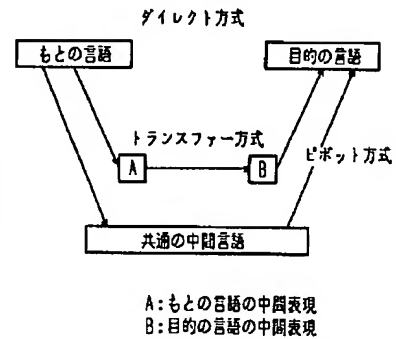 ダイレクト方式
もとの言語
目的の言語
トランスファー方式
A
B
ピボット方式
共通の中間言語
A:もとの言語の中間表現
B:目的の言語の中間表現